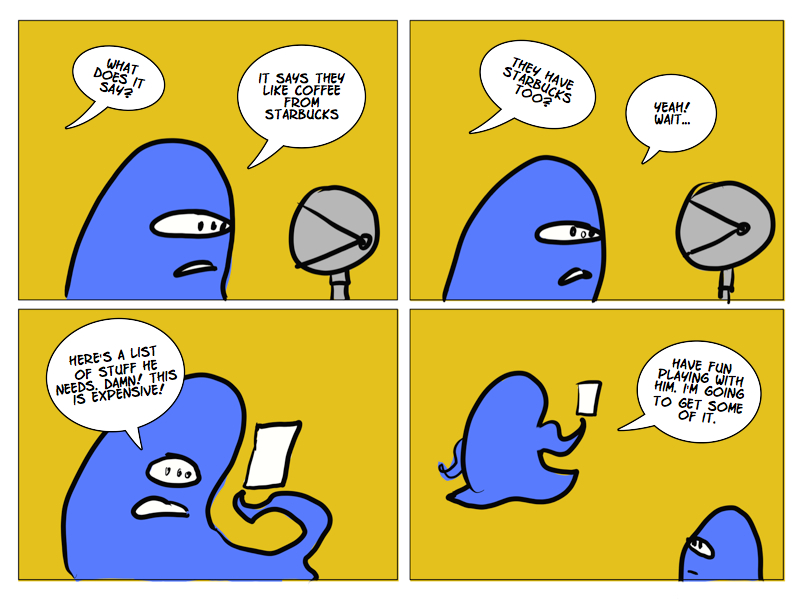 WHAT
DOES IT
SAY?
IT SAYS THEY
LIKE COFFEE
FROM
STARBUCKS
THEY HAVE
STARBUCKS
TOO?
YEAH!
WAIT...
HERE'S A LIST
OF STUFF HE
NEEDS. DAMN! THIS
IS EXPENSIVE!
HAVE FUN
PLAYING WITH
HIM. I'M GOING
TO GET SOME
OF IT.